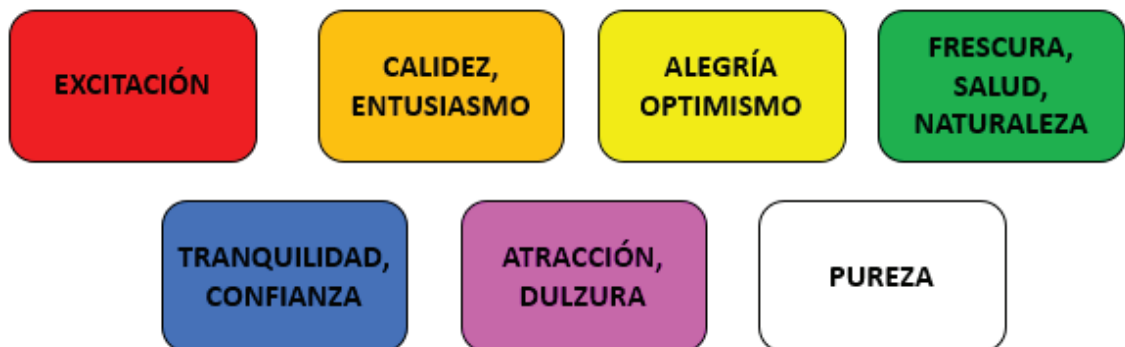 EXCITACIÓN
CALIDEZ,
ENTUSIASMO
ALEGRÍA
OPTIMISMO
FRESCURA,
SALUD,
NATURALEZA
TRANQUILIDAD,
CONFIANZA
ATRACCIÓN,
DULZURA
PUREZA